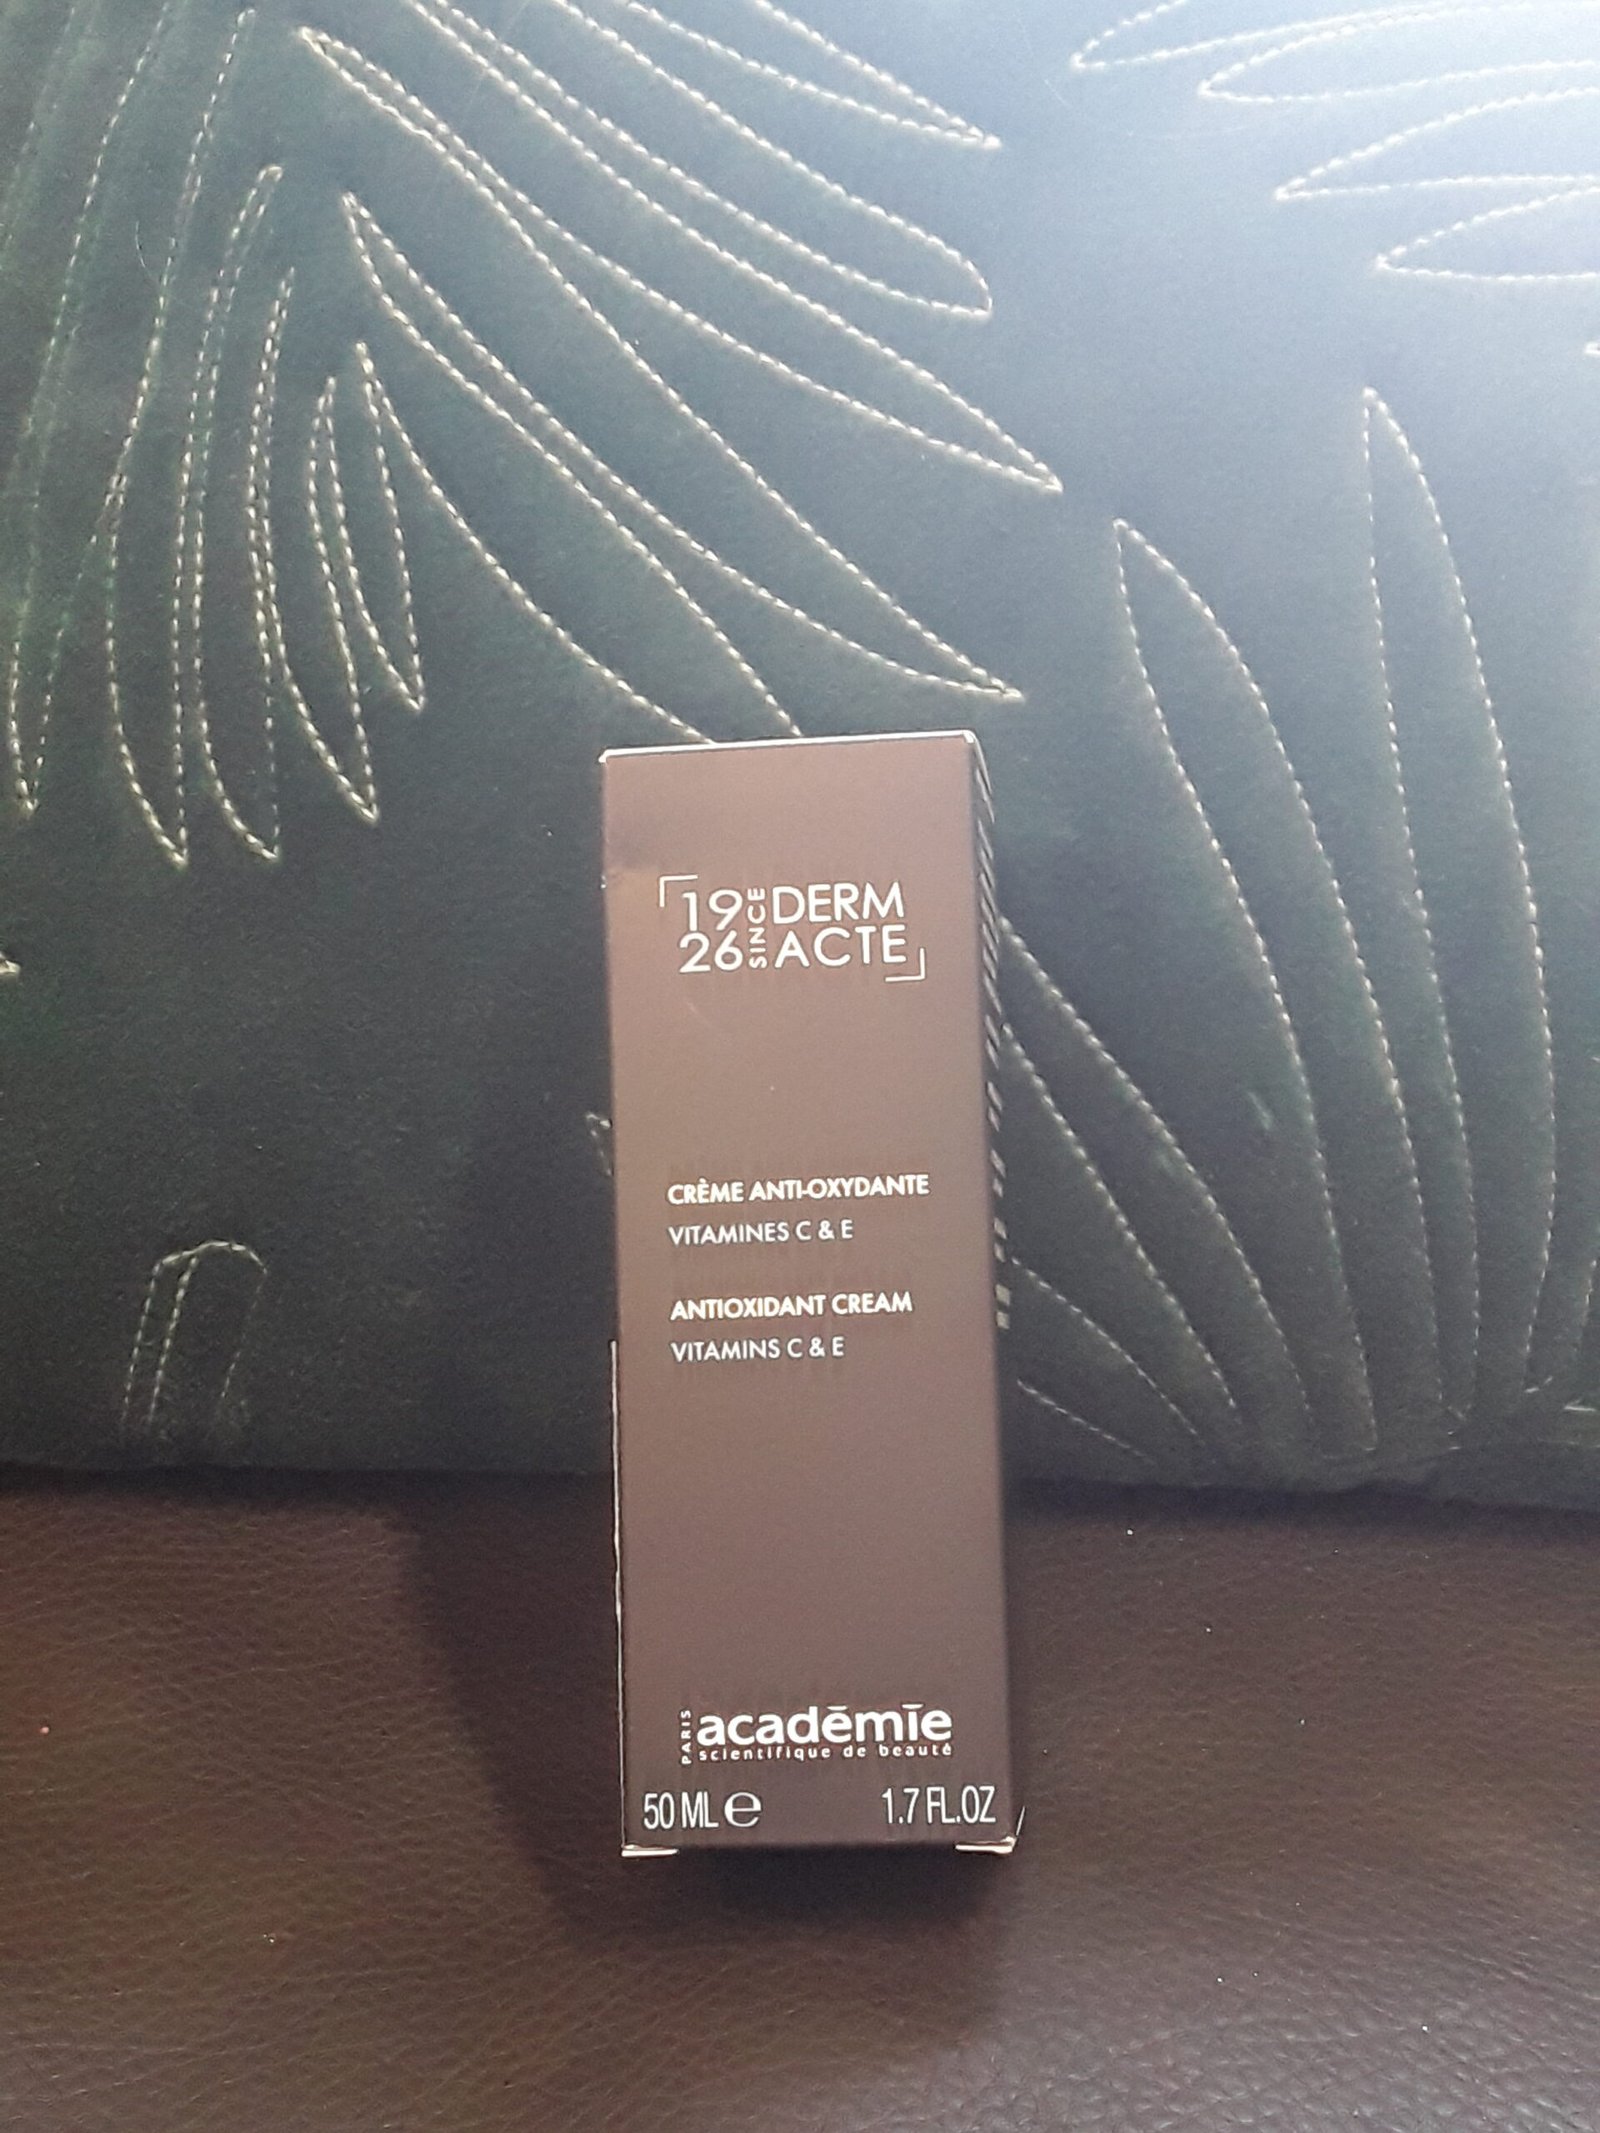 19 SINCE DERM
26 ACTE
CRÈME ANTI-OXYDANTE
VITAMINES C & E
ANTIOXIDANT CREAM
VITAMINS C & E
PARIS académie
scientifique de beauté
50 ML e 1.7 FL.OZ